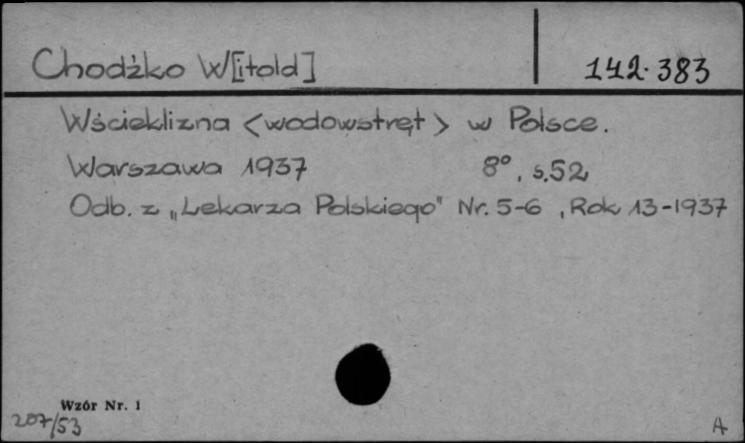 Chodźko W[itold]
142.383
Wścieklizna <wodowstręt> w Polsce.
Warszawa 1937 8°, s.52
Odb. z „Lekarza Polskiego" Nr. 5-6, Rok 13-1937
Wzór Nr. 1
207/53
A